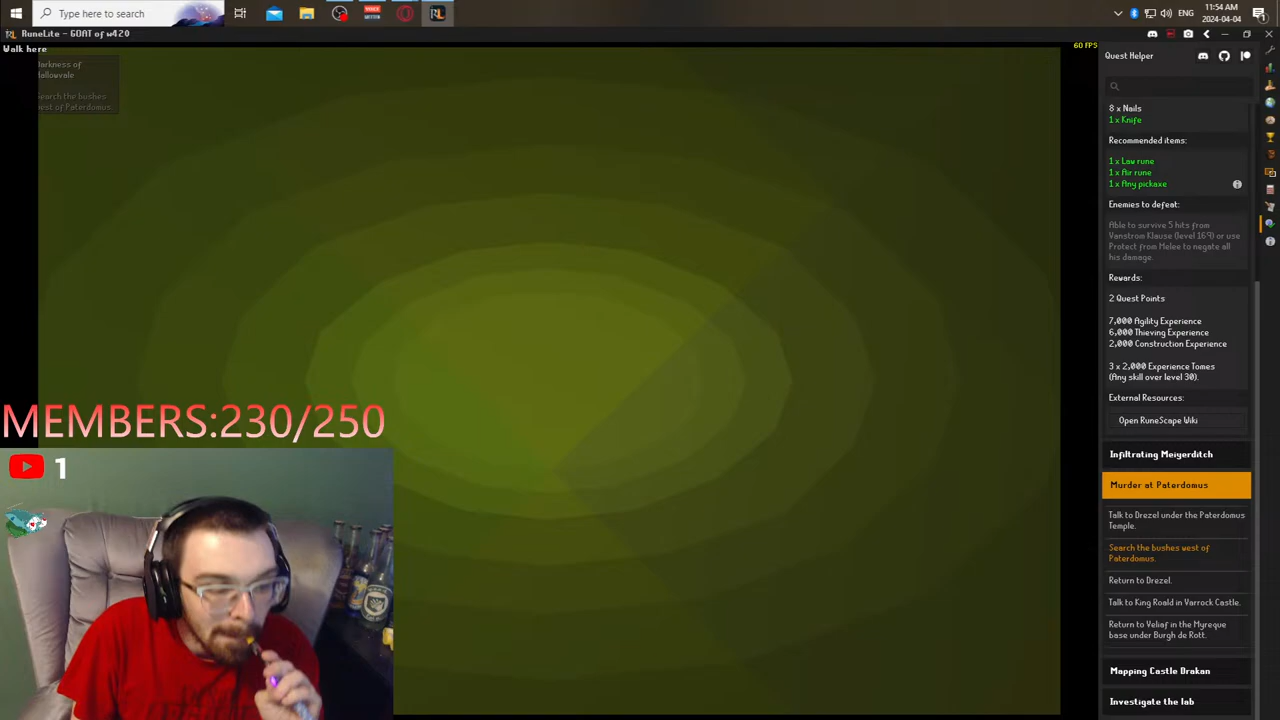 Type here to search
ENG
11:54 AM
2024-04-04
1
RuneLite - GOAT of w420
Walk here
60 FPS
Darkness of
Hallowvale
Search the bushes
west of Paterdomus
MEMBERS:230/250
1
Quest Helper
8 x Nails
1 x Knife
Recommended items:
1 x Law rune
1 x Air rune
1 x Any pickaxe
Enemies to defeat:
Able to survive 5 hits from
Vanstrom Klause (level 169) or use
Protect from Melee to negate all
his damage.
Rewards:
2 Quest Points
7,000 Agility Experience
6,000 Thieving Experience
2,000 Construction Experience
3 x 2,000 Experience Tomes
(Any skill over level 30).
External Resources:
Open RuneScape Wiki
Infiltrating Meiyerditch
Murder at Paterdomus
Talk to Drezel under the Paterdomus
Temple.
Search the bushes west of
Paterdomus.
Return to Drezel.
Talk to King Roald in Varrock Castle.
Return to Veliaf in the Myreque
base under Burgh de Rott.
Mapping Castle Drakan
Investigate the lab